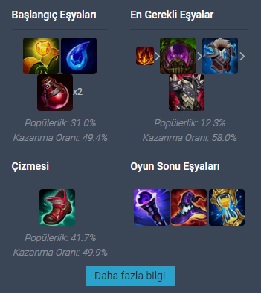 Başlangıç Eşyaları
x2
Popülerlik: 31.0%
Kazanma Oranı: 49.4%
En Gerekli Eşyalar
Popülerlik: 12.3%
Kazanma Oranı: 58.0%
Çizmesi
Popülerlik: 41.7%
Kazanma Oranı: 49.9%
Oyun Sonu Eşyaları
Daha fazla bilgi